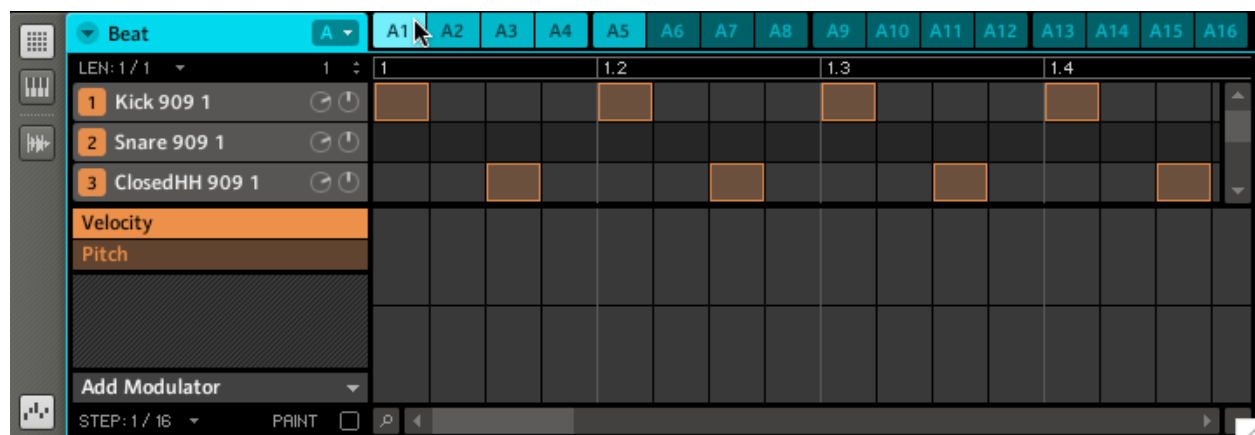 Beat A A1 A2 A3 A4 A5 A6 A7 A8 A9 A10 A11 A12 A13 A14 A15 A16
LEN: 1 / 1 1 1 1.2 1.3 1.4
1 Kick 909 1
2 Snare 909 1
3 ClosedHH 909 1
Velocity
Pitch
Add Modulator
STEP: 1 / 16 PAINT